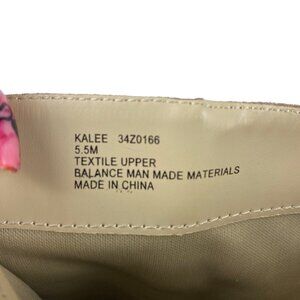 KALEE 34Z0166
5.5M
TEXTILE UPPER
BALANCE MAN MADE MATERIALS
MADE IN CHINA